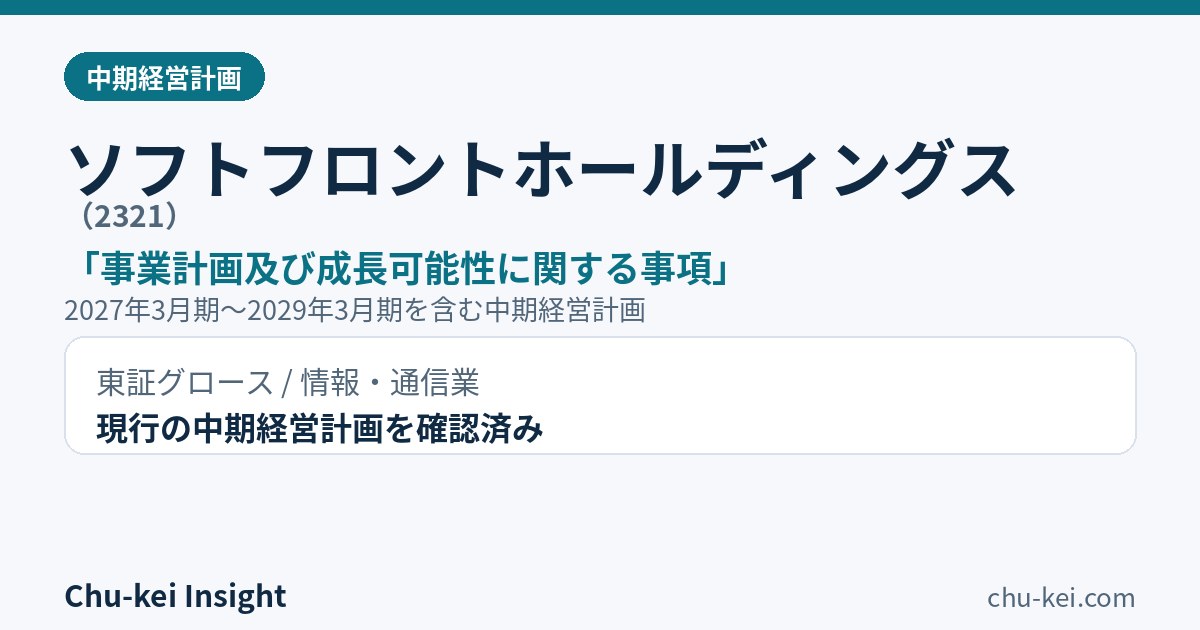 中期経営計画
ソフトフロントホールディングス
（2321）
「事業計画及び成長可能性に関する事項」
2027年3月期～2029年3月期を含む中期経営計画
東証グロース / 情報・通信業
現行の中期経営計画を確認済み
Chu-kei Insight
chu-kei.com